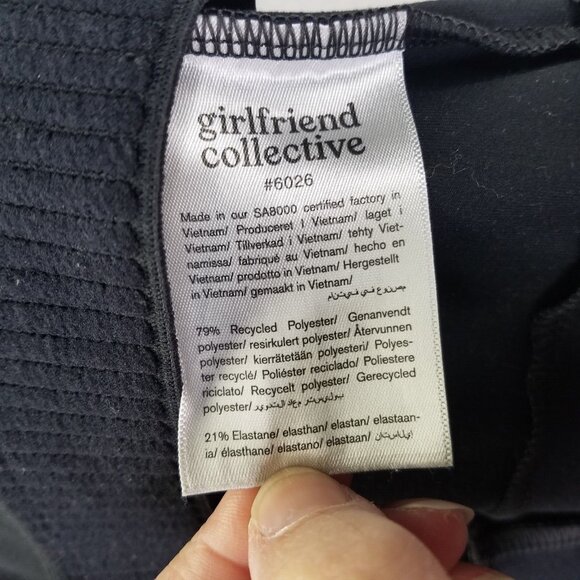 girlfriend
collective
#6026
Made in our SA8000 certified factory in
Vietnam/ Produceret i Vietnam/ laget i
Vietnam/ Tillverkad i Vietnam/ tehty Viet-
namissa/ fabriqué au Vietnam/ hecho en
Vietnam/ prodotto in Vietnam/ Hergestellt
in Vietnam/ gemaakt in Vietnam/
مصنوع في فيتنام
79% Recycled Polyester/ Genanvendt
polyester/ resirkulert polyester/ Återvunnen
polyester/ kierrätetään polyesteri/ Polyes-
ter recyclé/ Poliéster reciclado/ Poliestere
riciclato/ Recycelt polyester/ Gerecycled
polyester/
21% Elastane/ elasthan/ elastan/ elastaan-
ia/ élasthane/ elastano/ elastaan/